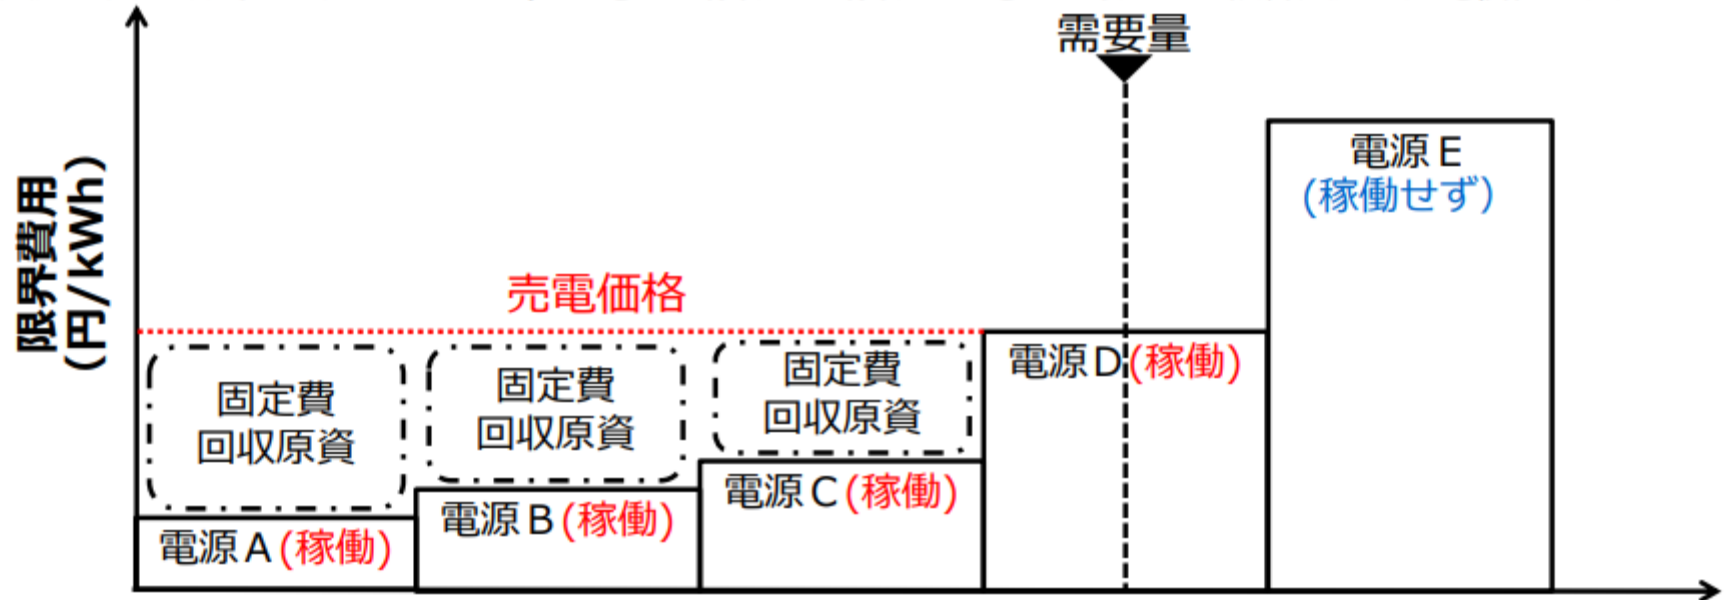 需要量
限界費用
(円/kWh)
電源E
(稼働せず)
売電価格
固定費
回収原資
固定費
回収原資
固定費
回収原資
電源D(稼働)
電源C(稼働)
電源B(稼働)
電源A(稼働)